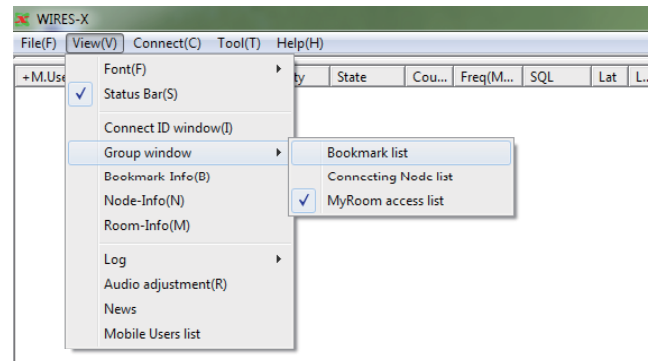 WIRES-X
File(F) View(V) Connect(C) Tool(T) Help(H)
+M.Use ty State Cou... Freq(M... SQL Lat L...
Font(F)
Status Bar(S)
Connect ID window(I)
Group window
Bookmark list
Bookmark Info(B)
Connecting Node list
Node-Info(N)
MyRoom access list
Room-Info(M)
Log
Audio adjustment(R)
News
Mobile Users list